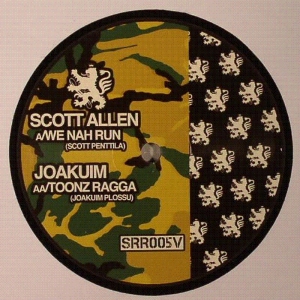 SCOTT ALLEN
A/WE NAH RUN
(SCOTT PENTTILA)
JOAKUIM
AA/TOONZ RAGGA
(JOAKUIM PLOSSU)
SRR005V